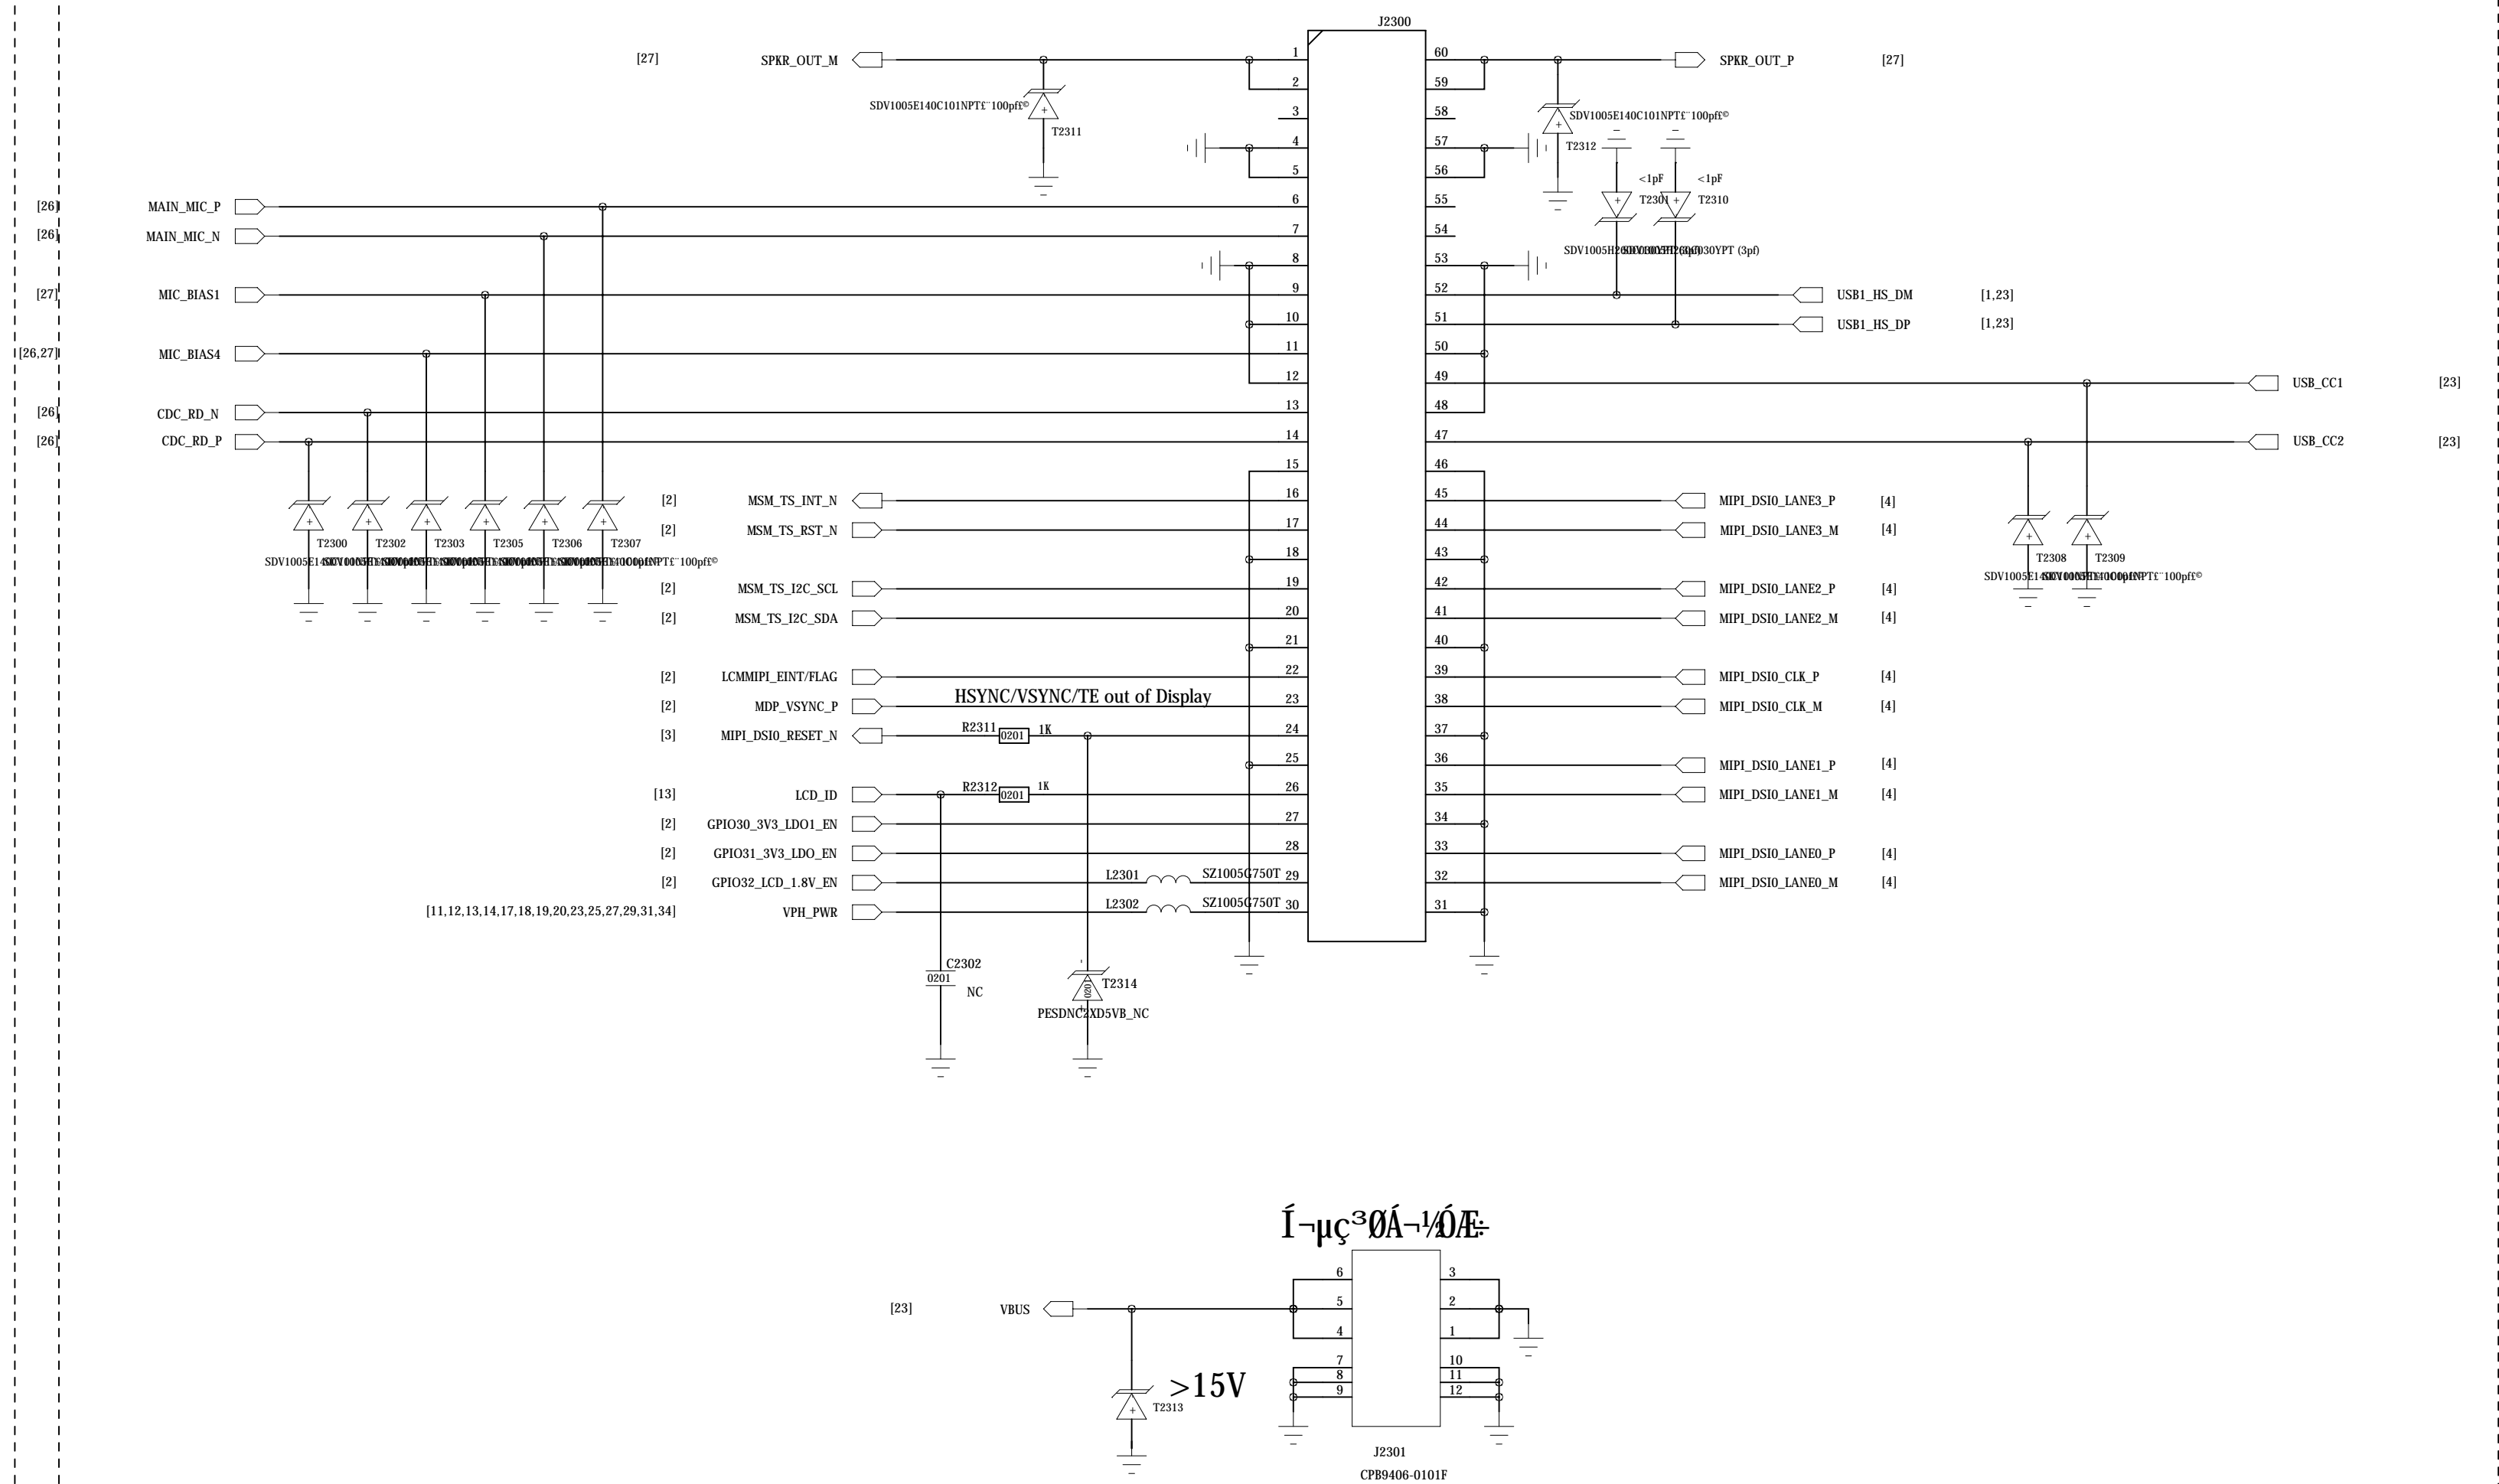 J2300
[27] SPKR_OUT_M 1 60 SPKR_OUT_P [27]
2 59
SDV1005E140C101NPT£¨100pf£© 3 58 SDV1005E140C101NPT£¨100pf£©
T2311
4 57 T2312
5 56
<1pF <1pF
T2301 T2310
[26] MAIN_MIC_P 6 55
[26] MAIN_MIC_N 7 54
8 53
[27] MIC_BIAS1 9 52 USB1_HS_DM [1,23]
10 51 USB1_HS_DP [1,23]
[26,27] MIC_BIAS4 11 50
12 49 USB_CC1 [23]
[26] CDC_RD_N 13 48
[26] CDC_RD_P 14 47 USB_CC2 [23]
15 46
[2] MSM_TS_INT_N 16 45 MIPI_DSI0_LANE3_P [4]
[2] MSM_TS_RST_N 17 44 MIPI_DSI0_LANE3_M [4]
T2300 T2302 T2303 T2305 T2306 T2307
18 43
T2308 T2309
[2] MSM_TS_I2C_SCL 19 42 MIPI_DSI0_LANE2_P [4]
[2] MSM_TS_I2C_SDA 20 41 MIPI_DSI0_LANE2_M [4]
21 40
[2] LCMMIPI_EINT/FLAG 22 39 MIPI_DSI0_CLK_P [4]
HSYNC/VSYNC/TE out of Display
[2] MDP_VSYNC_P 23 38 MIPI_DSI0_CLK_M [4]
[3] MIPI_DSI0_RESET_N R2311 0201 1K 24 37
25 36 MIPI_DSI0_LANE1_P [4]
[13] LCD_ID R2312 0201 1K 26 35 MIPI_DSI0_LANE1_M [4]
[2] GPIO30_3V3_LDO1_EN 27 34
[2] GPIO31_3V3_LDO_EN 28 33 MIPI_DSI0_LANE0_P [4]
[2] GPIO32_LCD_1.8V_EN L2301 SZ1005G750T 29 32 MIPI_DSI0_LANE0_M [4]
[11,12,13,14,17,18,19,20,23,25,27,29,31,34] VPH_PWR L2302 SZ1005G750T 30 31
C2302
0201
NC
0201 T2314
PESDNC2XD5VB_NC
Í¬µç³ØÁ¬½ÓÆ÷
6 3
[23] VBUS 5 2
4 1
7 10
8 11
9 12
>15V
T2313
J2301
CPB9406-0101F